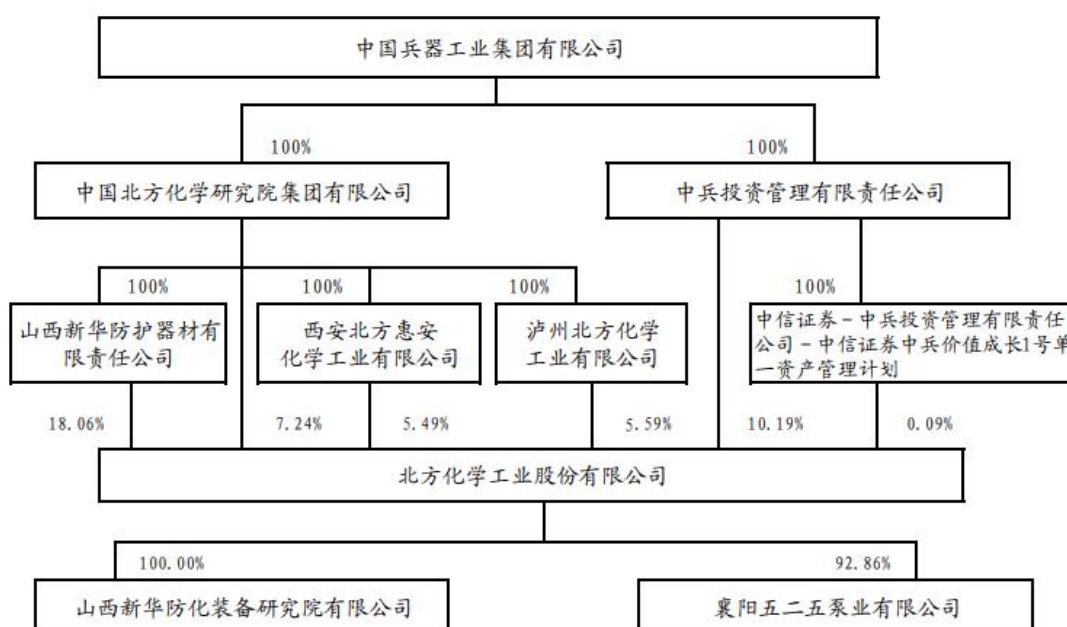 中国兵器工业集团有限公司
100%
100%
中国北方化学研究院集团有限公司
中兵投资管理有限责任公司
100%
100%
100%
100%
山西新华防护器材有
限责任公司
西安北方惠安
化学工业有限公司
泸州北方化学
工业有限公司
中信证券－中兵投资管理有限责任
公司－中信证券中兵价值成长1号单
一资产管理计划
18.06%
7.24%
5.49%
5.59%
10.19%
0.09%
北方化学工业股份有限公司
100.00%
92.86%
山西新华防化装备研究院有限公司
襄阳五二五泵业有限公司